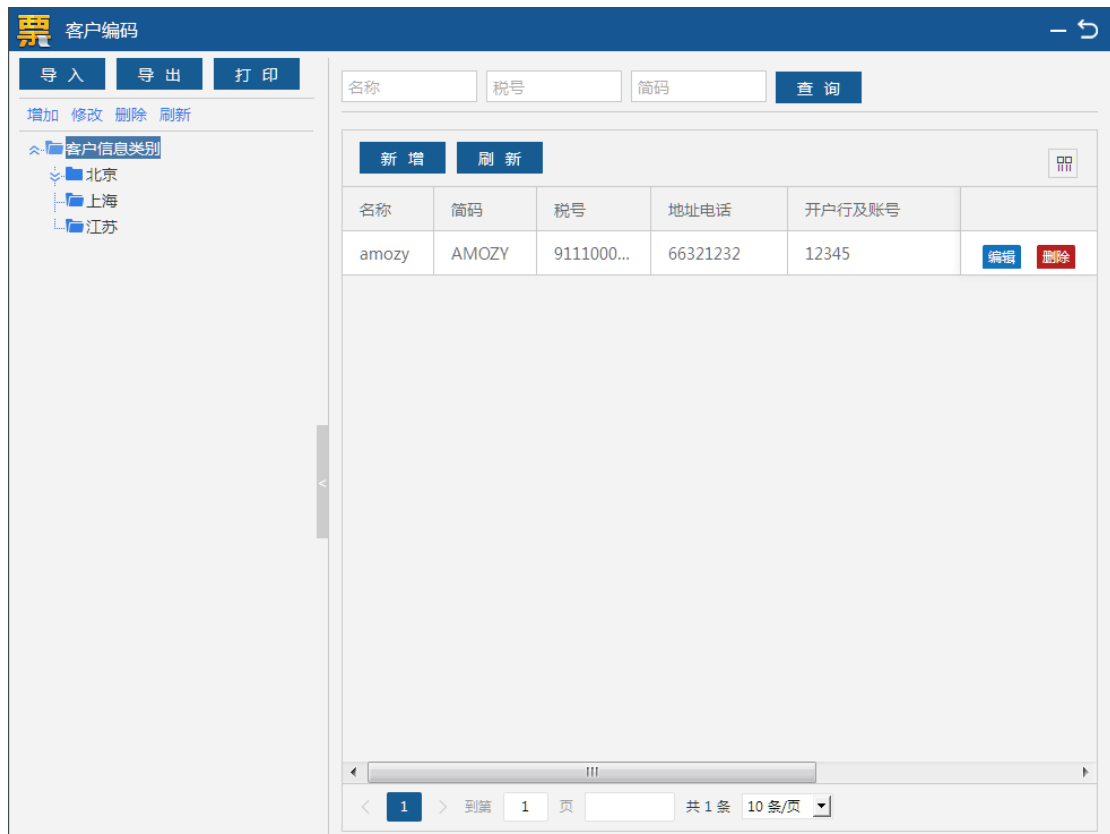 票 客户编码
导 入 导 出 打 印
增加 修改 删除 刷新
客户信息类别
北京
上海
江苏
名称 税号 简码 查 询
新 增 刷 新
名称 简码 税号 地址电话 开户行及账号
amozy AMOZY 9111000... 66321232 12345 编辑 删除
< 1 > 到第 1 页 共 1 条 10 条/页